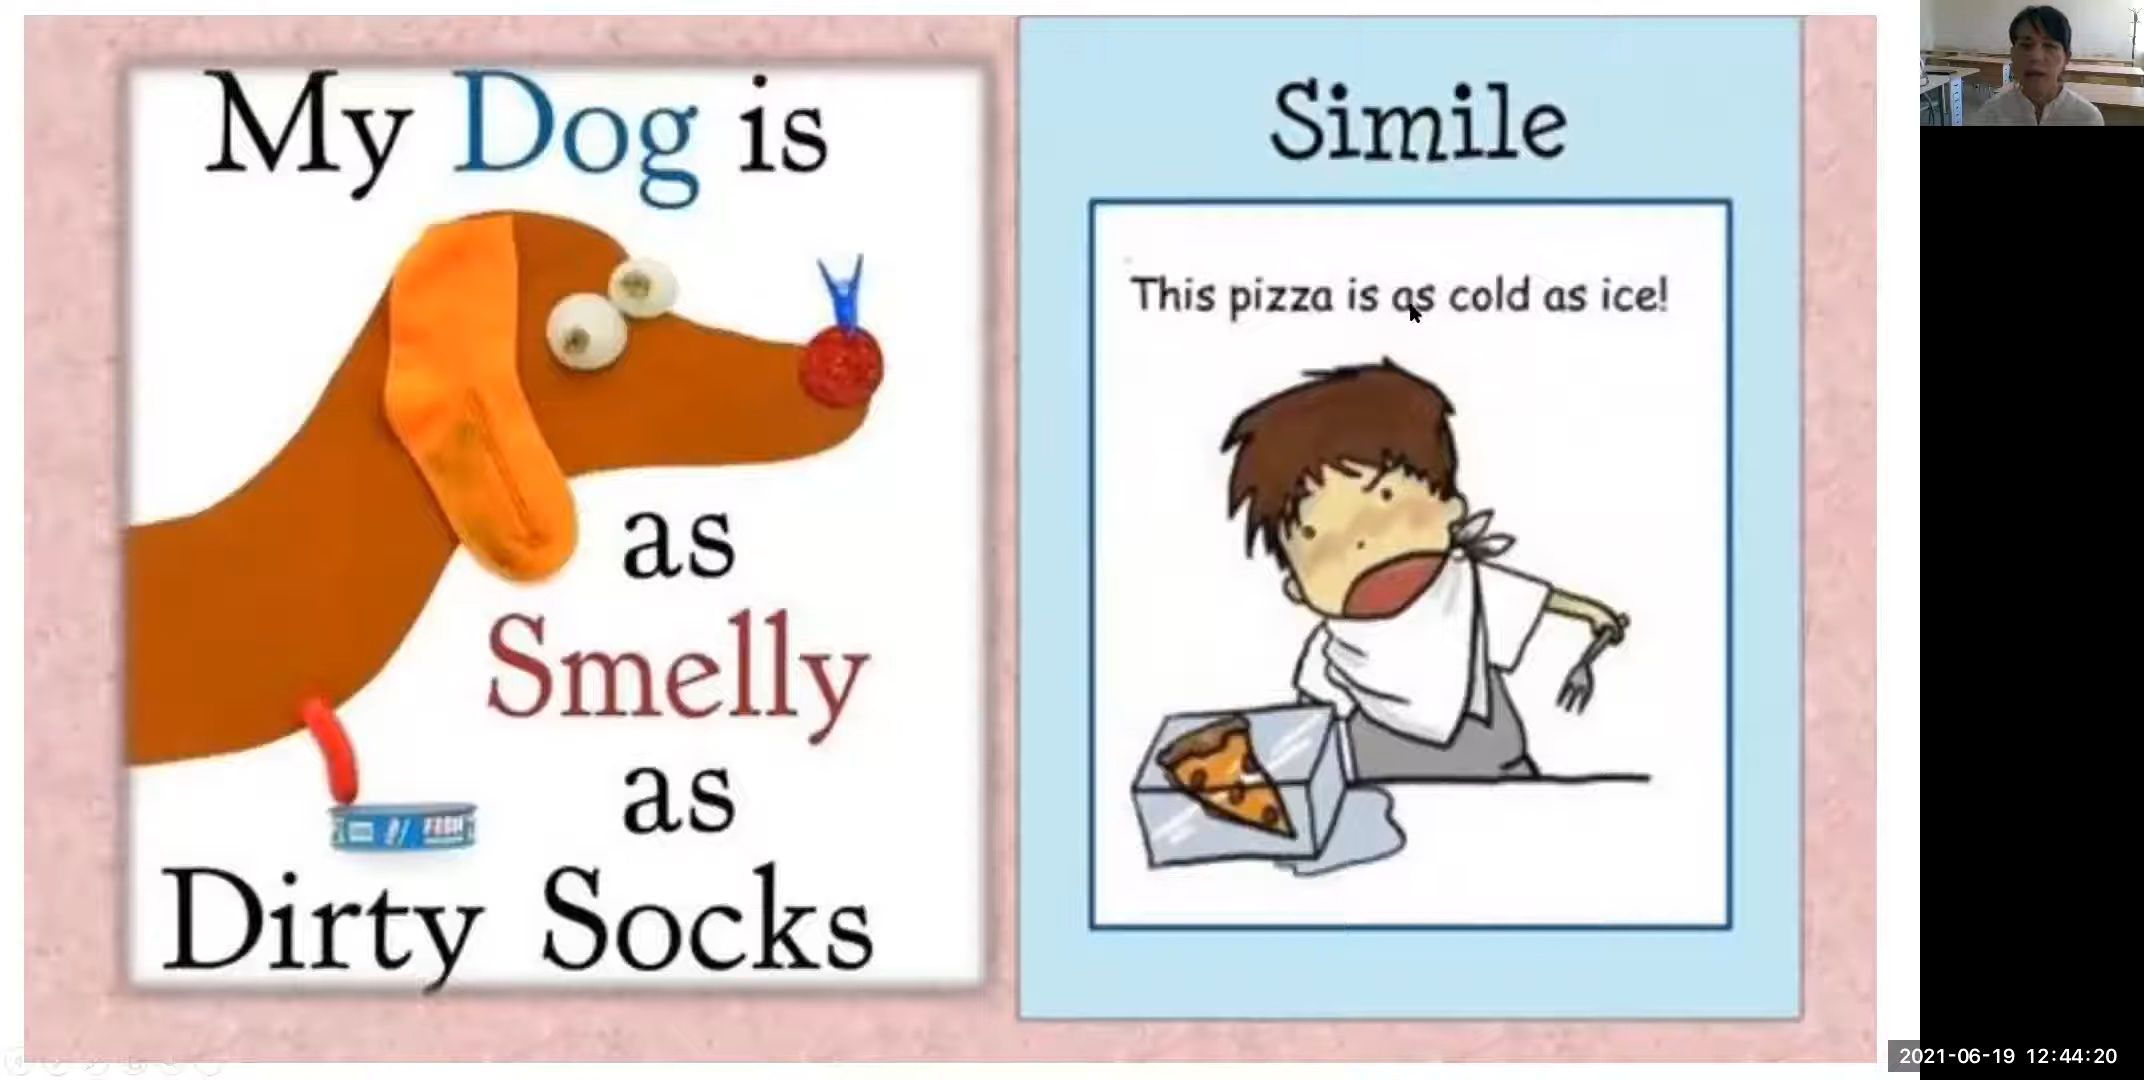 My Dog is
as
Smelly
as
Dirty Socks
Simile
This pizza is as cold as ice!
2021-06-19 12:44:20